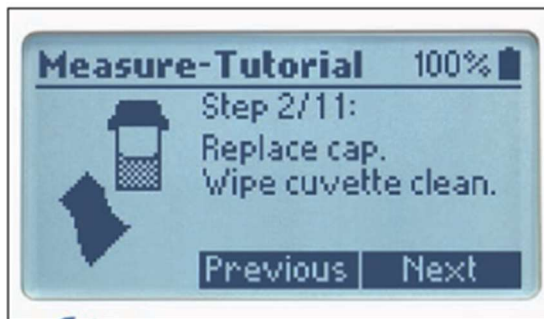 Measure-Tutorial 100%
Step 2/11:
Replace cap.
Wipe cuvette clean.
Previous Next